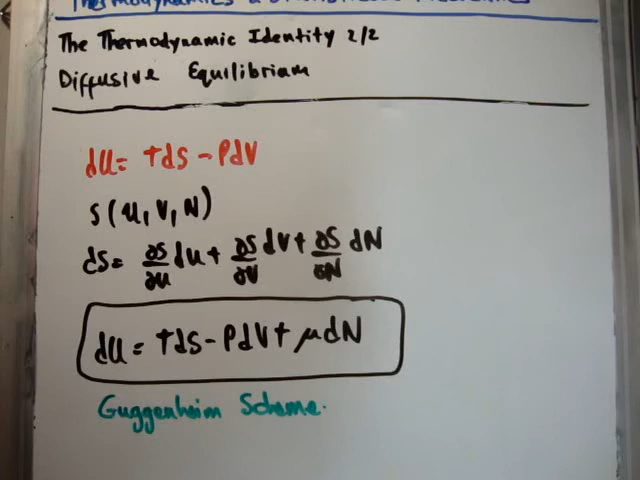 Thermodynamics
The Thermodynamic Identity 2/2
Diffusive Equilibrium
dU = TdS - PdV
S(U,V,N)
dS = ∂S/∂U dU + ∂S/∂V dV + ∂S/∂N dN
dU = TdS - PdV + μdN
Guggenheim Scheme.